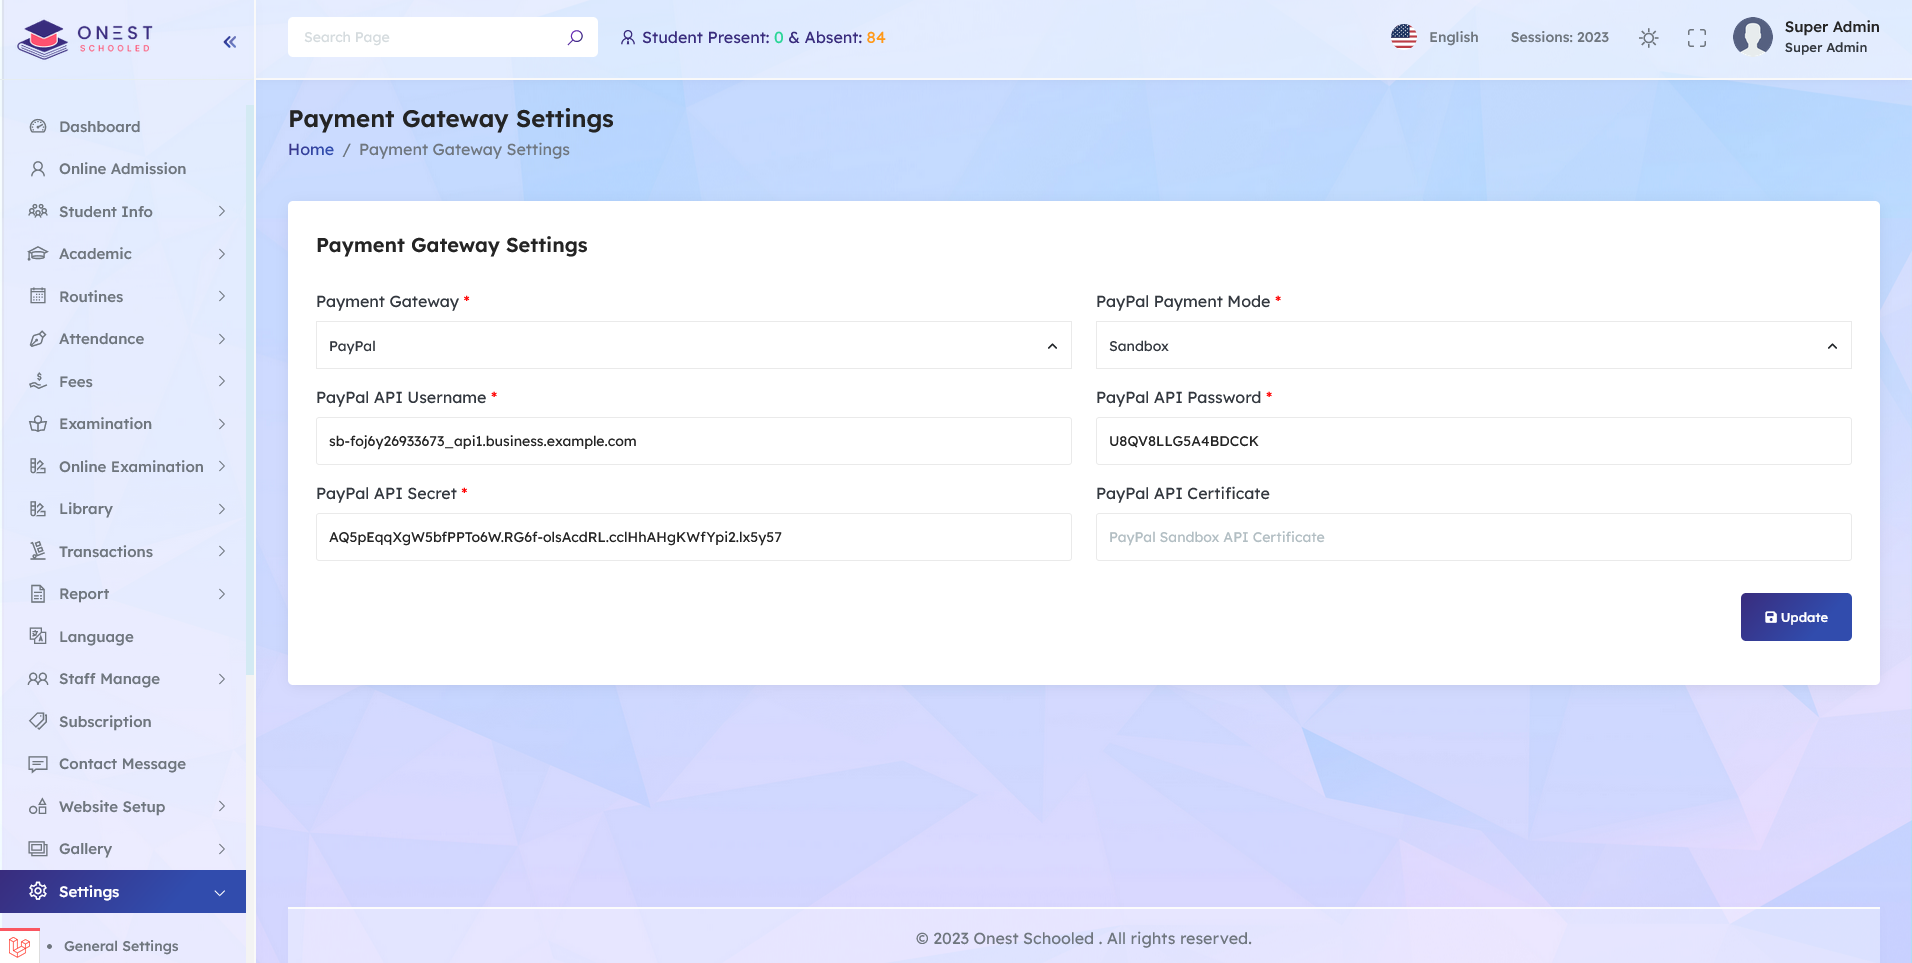 ONEST
SCHOOLED
Search Page
Student Present: 0 & Absent: 84
English
Sessions: 2023
Super Admin
Super Admin
Dashboard
Online Admission
Student Info
Academic
Routines
Attendance
Fees
Examination
Online Examination
Library
Transactions
Report
Language
Staff Manage
Subscription
Contact Message
Website Setup
Gallery
Settings
• General Settings
Payment Gateway Settings
Home / Payment Gateway Settings
Payment Gateway Settings
Payment Gateway *
PayPal
PayPal Payment Mode *
Sandbox
PayPal API Username *
sb-foj6y26933673_api1.business.example.com
PayPal API Password *
U8QV8LLG5A4BDCCK
PayPal API Secret *
AQ5pEqqXgW5bfPPTo6W.RG6f-olsAcdRL.cclHhAHgKWfYpi2.lx5y57
PayPal API Certificate
PayPal Sandbox API Certificate
Update
© 2023 Onest Schooled . All rights reserved.